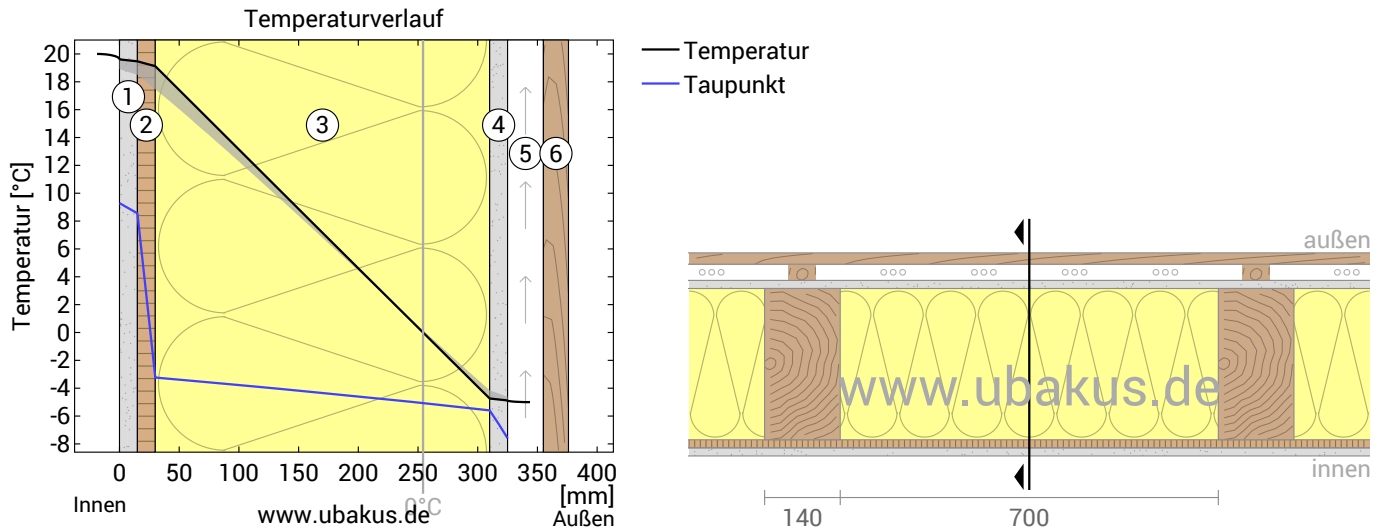 Temperaturverlauf
Temperatur [°C]
20
18
16
14
12
10
8
6
4
2
0
-2
-4
-6
-8
1
2
3
4
5
6
0 50 100 150 200 250 300 350 400
[mm]
Innen
0°C
www.ubakus.de
Außen
Temperatur
Taupunkt
außen
www.ubakus.de
innen
140
700